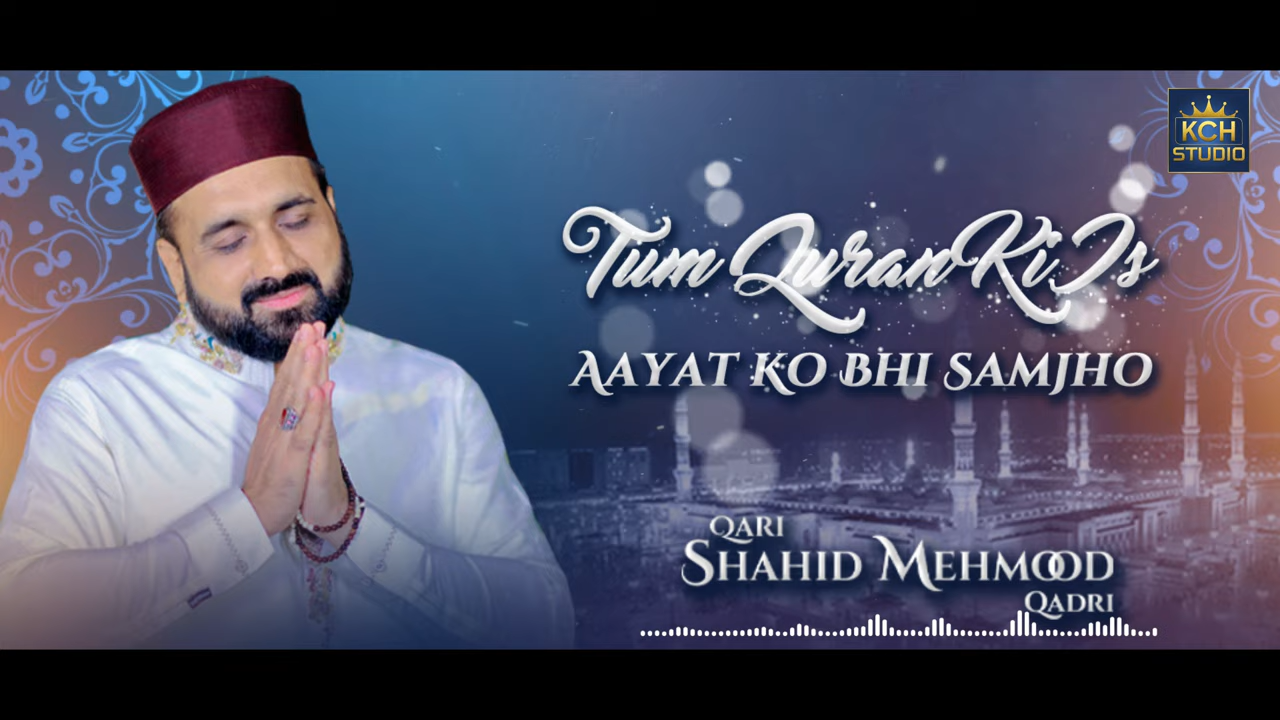 KCH
STUDIO
Tum Quran Ki Is
AAYAT KO BHI SAMJHO
QARI
SHAHID MEHMOOD
QADRI